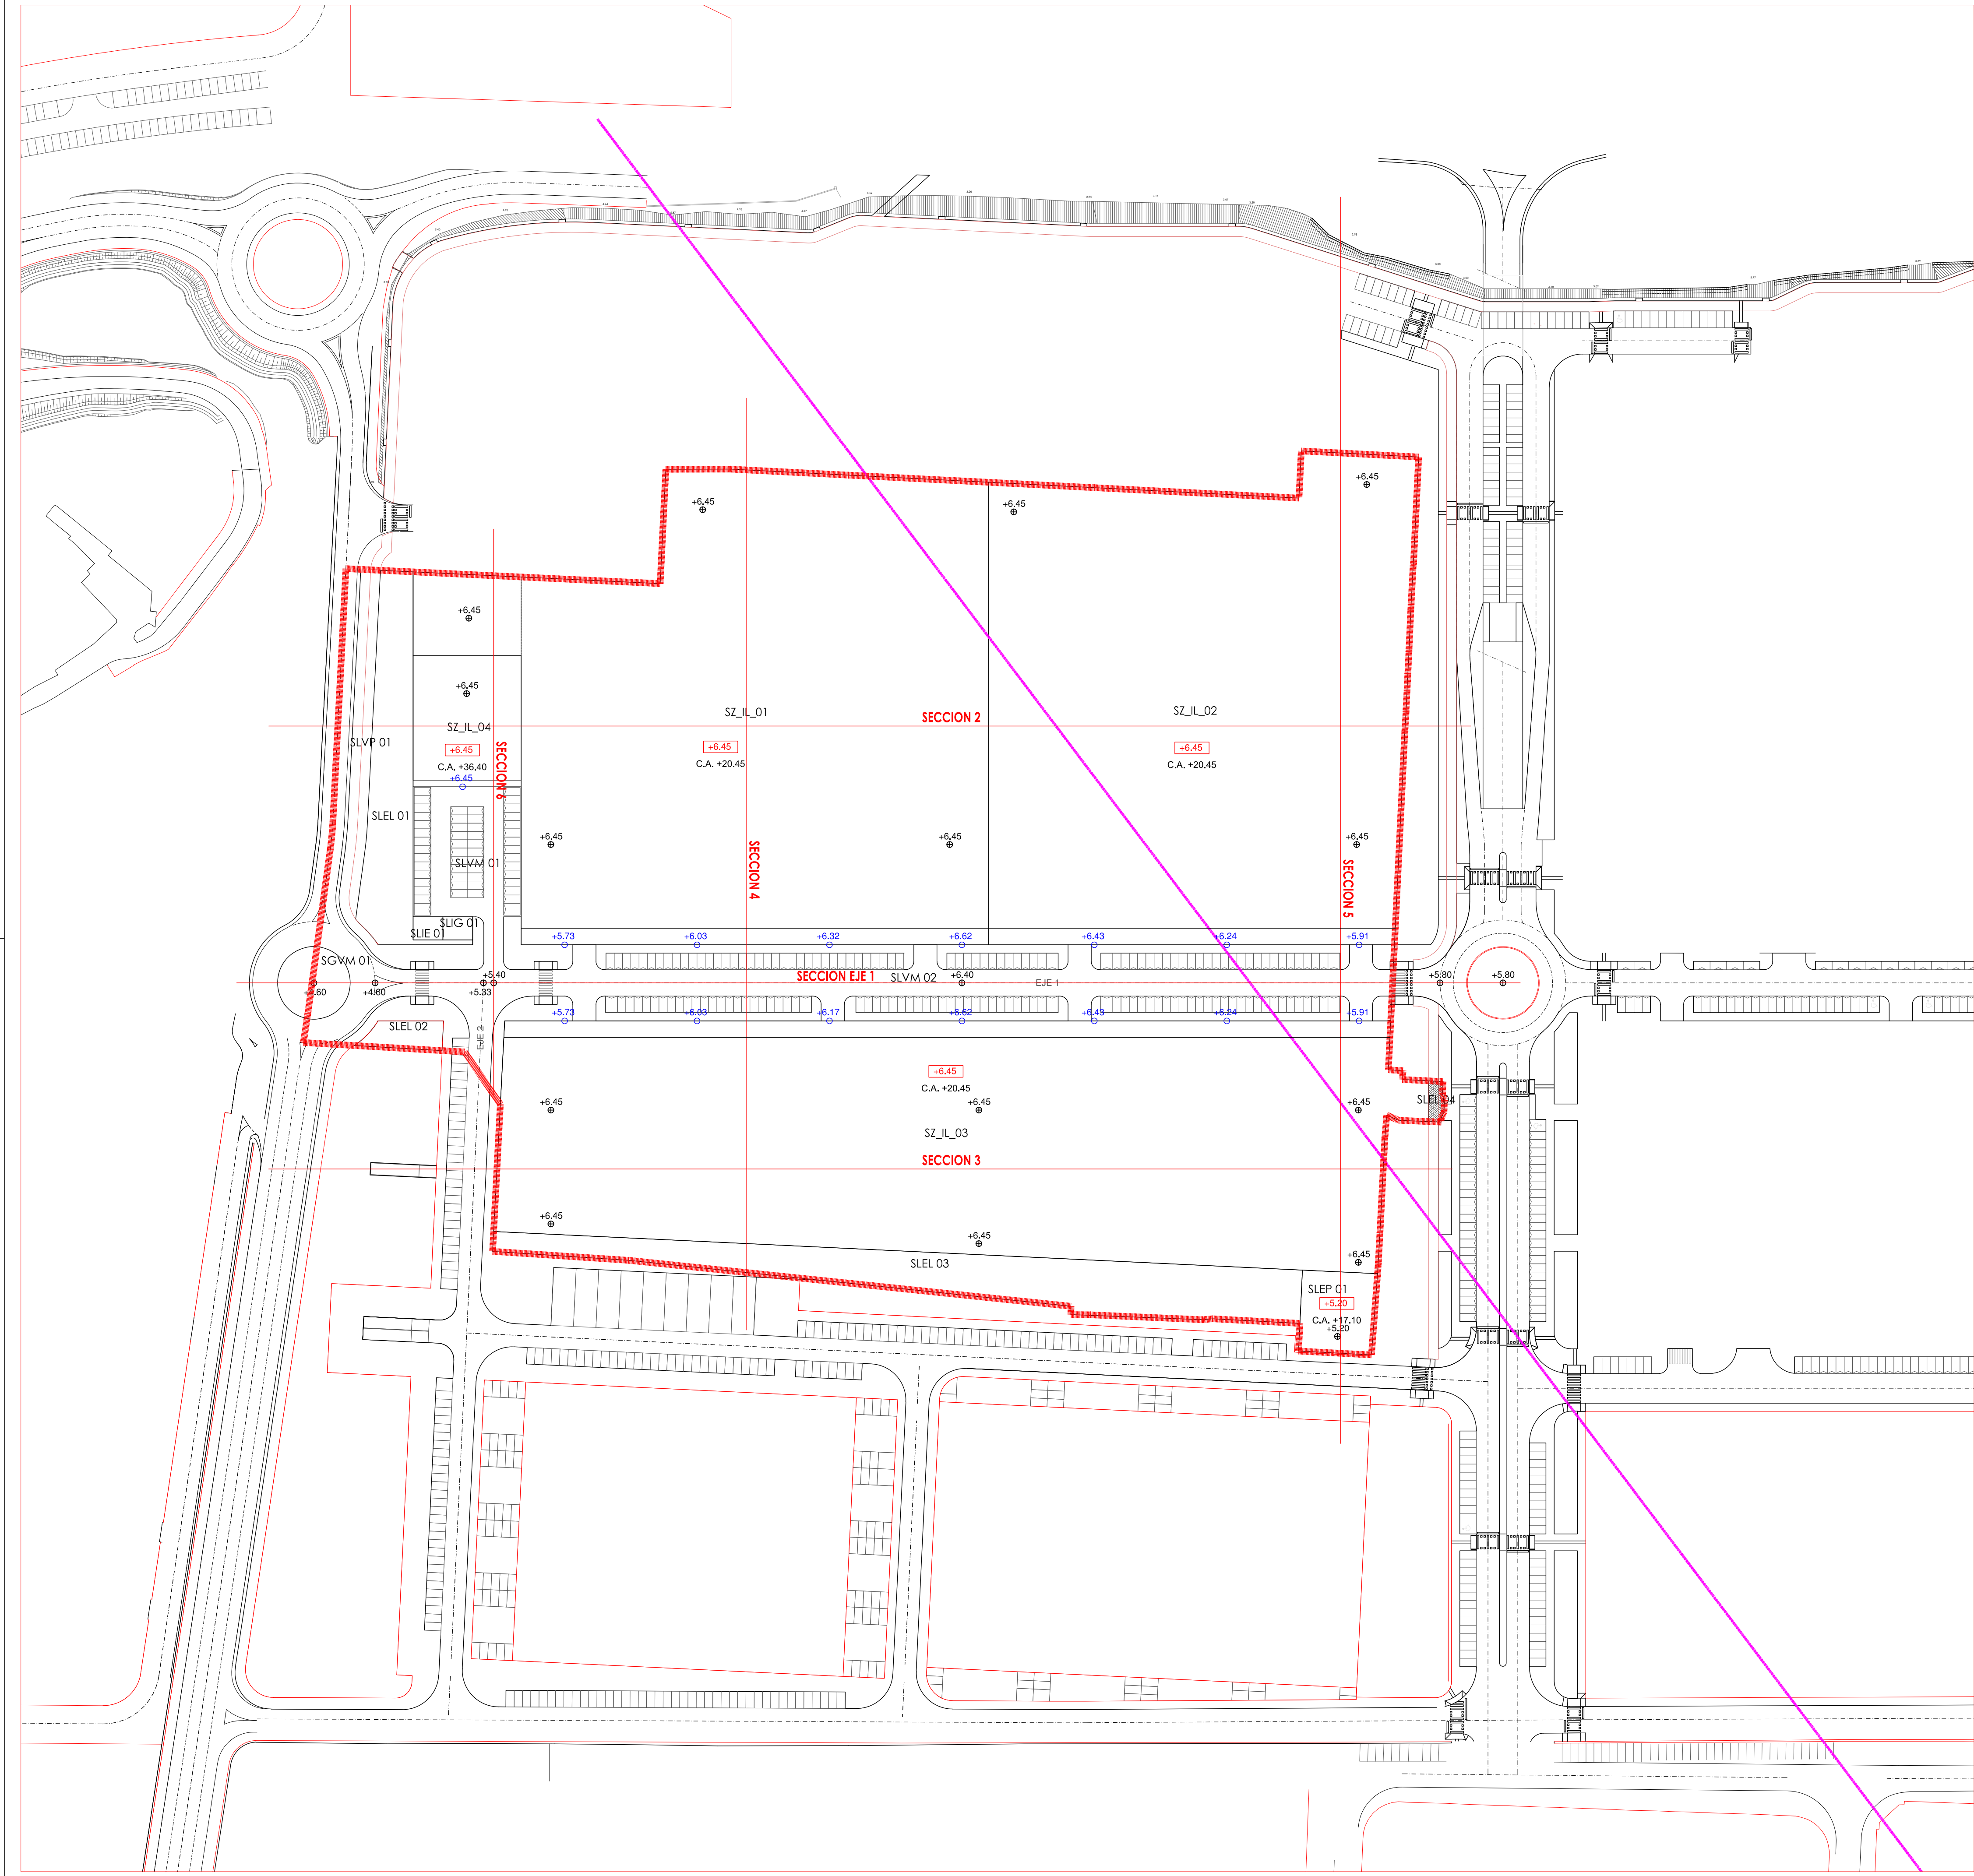 +6.45
+6.45
+6.45
+6.45
+6.45
SZ_IL_01
SECCION 2
SZ_IL_02
SZ_IL_04
SLVP 01
+6.45
C.A. +36.40
+6.45
SECCION 6
+6.45
C.A. +20.45
+6.45
C.A. +20.45
SLEL 01
+6.45
+6.45
+6.45
SLVM 01
SECCION 4
SECCION 5
SLIG 01
SLIE 01
+5.73
+6.03
+6.32
+6.62
+6.43
+6.24
+5.91
SGVM 01
+4.60
+4.60
+5.40
+5.33
SECCION EJE 1
SLVM 02
+6.40
EJE 1
+5.80
+5.80
SLEL 02
EJE 2
+5.73
+6.03
+6.17
+6.62
+6.43
+6.24
+5.91
+6.45
C.A. +20.45
+6.45
+6.45
+6.45
SLEL 04
SZ_IL_03
SECCION 3
+6.45
+6.45
+6.45
SLEL 03
SLEP 01
+5.20
C.A. +17.10
+5.20